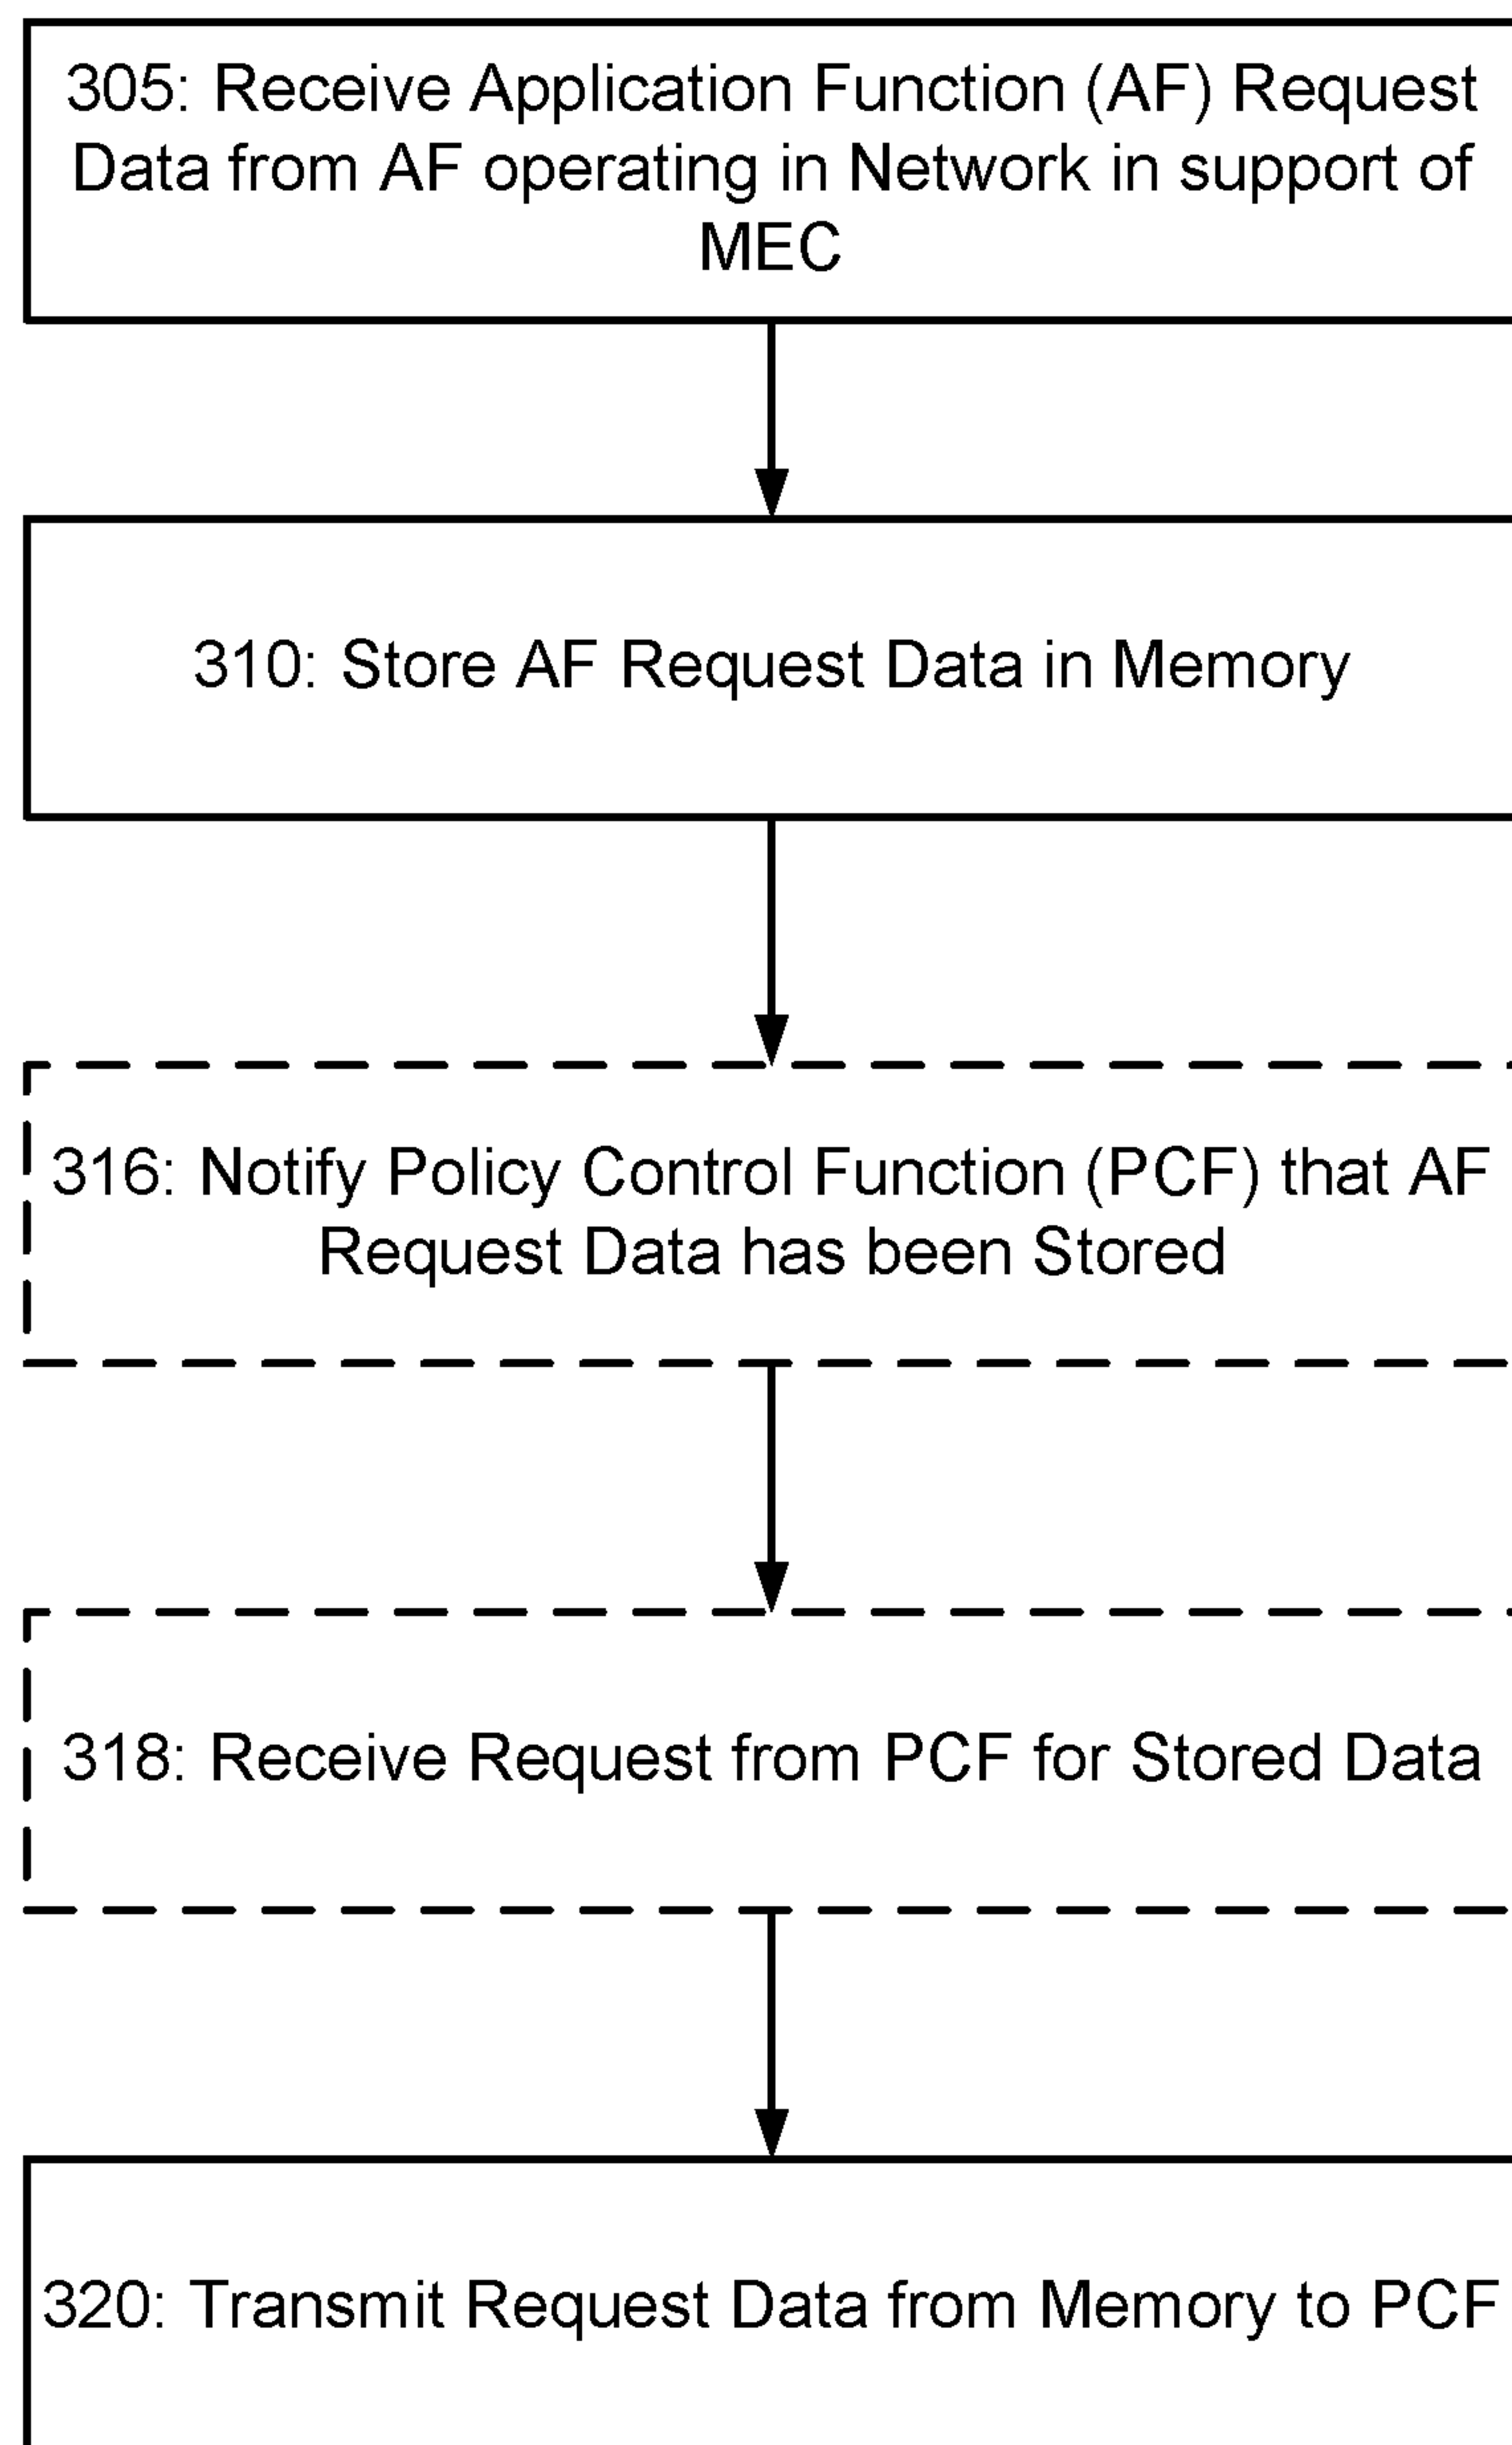 305: Receive Application Function (AF) Request
Data from AF operating in Network in support of
MEC
310: Store AF Request Data in Memory
316: Notify Policy Control Function (PCF) that AF
Request Data has been Stored
318: Receive Request from PCF for Stored Data
320: Transmit Request Data from Memory to PCF